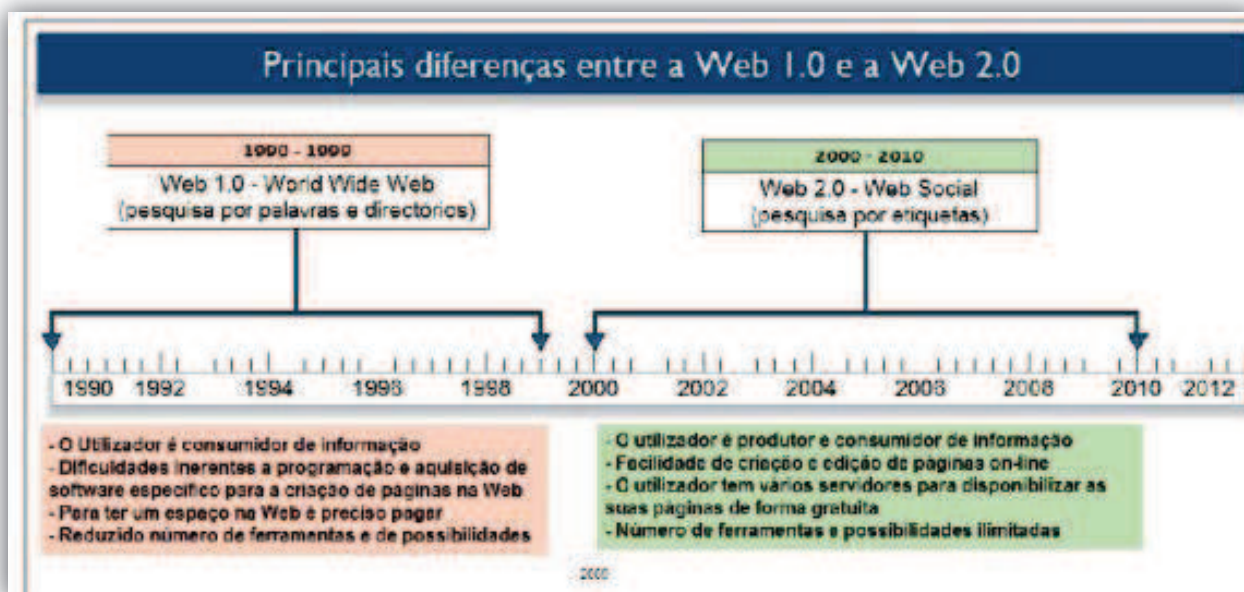 Principais diferenças entre a Web 1.0 e a Web 2.0
1990 - 1999
Web 1.0 - World Wide Web
(pesquisa por palavras e directórios)
2000 - 2010
Web 2.0 - Web Social
(pesquisa por etiquetas)
1990 1992 1994 1996 1998 2000 2002 2004 2006 2008 2010 2012
- O Utilizador é consumidor de informação
- Dificuldades inerentes a programação e aquisição de
software especifico para a criação de páginas na Web
- Para ter um espaço na Web é preciso pagar
- Reduzido número de ferramentas e de possibilidades
- O utilizador é produtor e consumidor de informação
- Facilidade de criação e edição de páginas on-line
- O utilizador tem vários servidores para disponibilizar as
suas páginas de forma gratuita
- Número de ferramentas e possibilidades ilimitadas